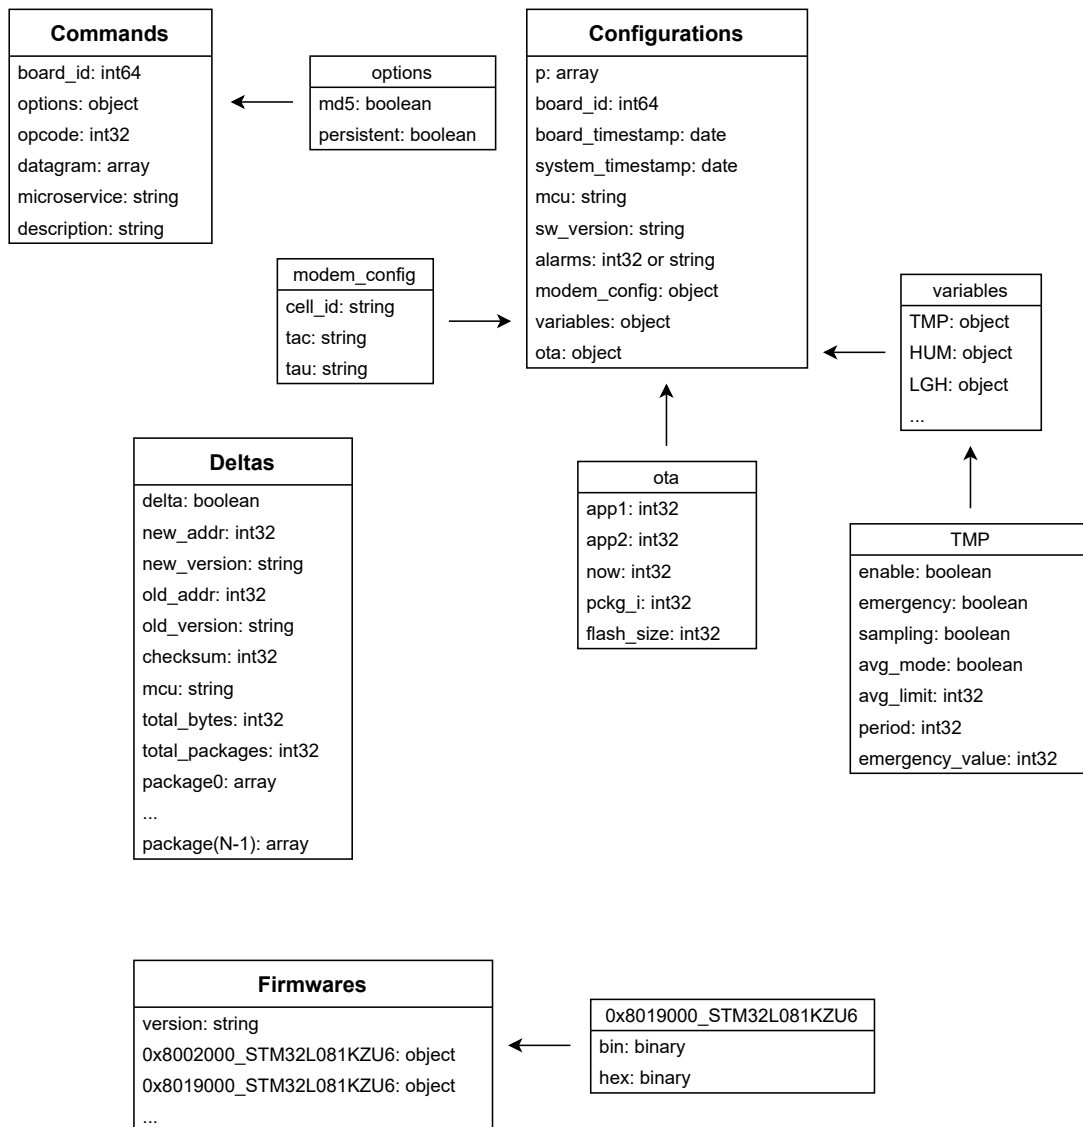 Commands
board_id: int64
options: object
opcode: int32
datagram: array
microservice: string
description: string
options
md5: boolean
persistent: boolean
Configurations
p: array
board_id: int64
board_timestamp: date
system_timestamp: date
mcu: string
sw_version: string
alarms: int32 or string
modem_config: object
variables: object
ota: object
modem_config
cell_id: string
tac: string
tau: string
variables
TMP: object
HUM: object
LGH: object
...
Deltas
delta: boolean
new_addr: int32
new_version: string
old_addr: int32
old_version: string
checksum: int32
mcu: string
total_bytes: int32
total_packages: int32
package0: array
...
package(N-1): array
ota
app1: int32
app2: int32
now: int32
pckg_i: int32
flash_size: int32
TMP
enable: boolean
emergency: boolean
sampling: boolean
avg_mode: boolean
avg_limit: int32
period: int32
emergency_value: int32
Firmwares
version: string
0x8002000_STM32L081KZU6: object
0x8019000_STM32L081KZU6: object
...
0x8019000_STM32L081KZU6
bin: binary
hex: binary